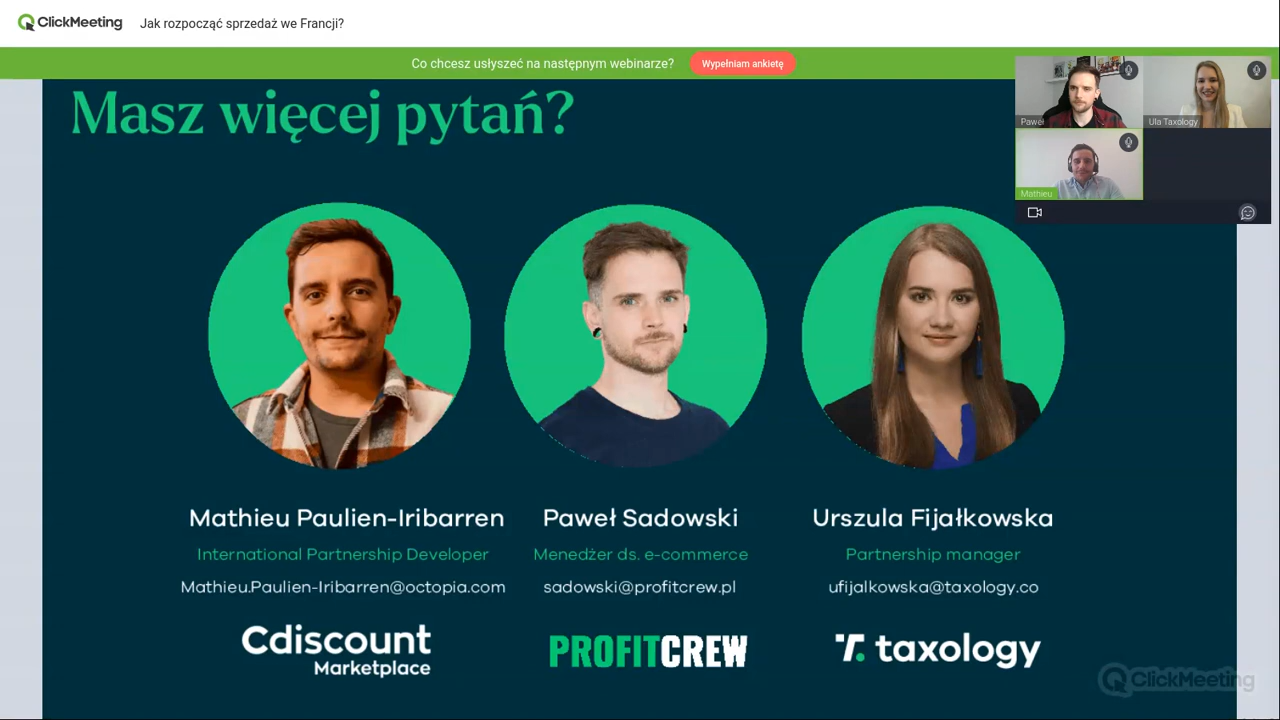 ClickMeeting Jak rozpocząć sprzedaż we Francji?
Co chcesz usłyszeć na następnym webinarze? Wypełniam ankietę
Masz więcej pytań?
Paweł
Ula Taxology
Mathieu
Mathieu Paulien-Iribarren
International Partnership Developer
Mathieu.Paulien-Iribarren@octopia.com
Cdiscount
Marketplace
Paweł Sadowski
Menedżer ds. e-commerce
sadowski@profitcrew.pl
PROFITCREW
Urszula Fijałkowska
Partnership manager
ufijalkowska@taxology.co
taxology
ClickMeeting